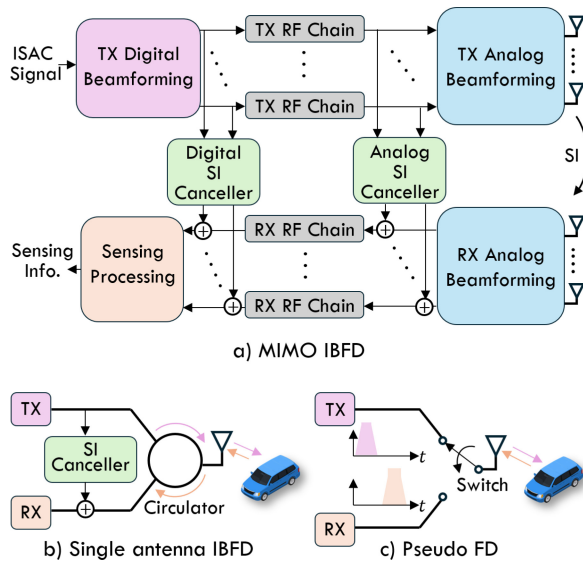 ISAC
Signal
TX Digital
Beamforming
TX RF Chain
TX RF Chain
TX Analog
Beamforming
SI
Digital
SI
Canceller
Analog
SI
Canceller
Sensing
Info.
Sensing
Processing
RX RF Chain
RX RF Chain
RX Analog
Beamforming
a) MIMO IBFD
TX
SI
Canceller
RX
Circulator
b) Single antenna IBFD
TX
t
t
Switch
RX
c) Pseudo FD